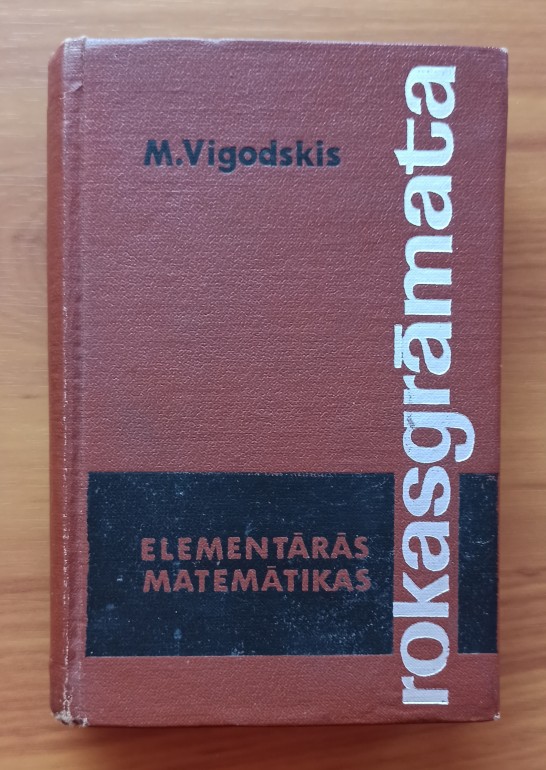 M.Vigodskis
ELEMENTĀRĀS
MATEMĀTIKAS
rokasgrāmata